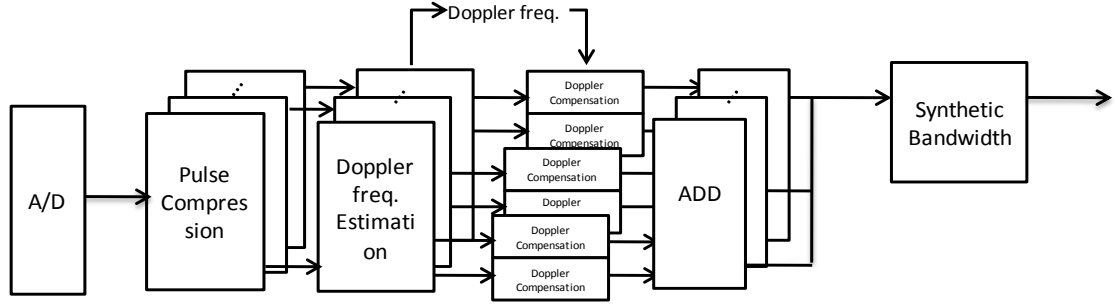 Doppler freq.
A/D
Pulse
Compres
sion
Doppler
freq.
Estimati
on
Doppler
Compensation
Doppler
Compensation
Doppler
Compensation
Doppler
Doppler
Compensation
Doppler
Compensation
ADD
Synthetic
Bandwidth